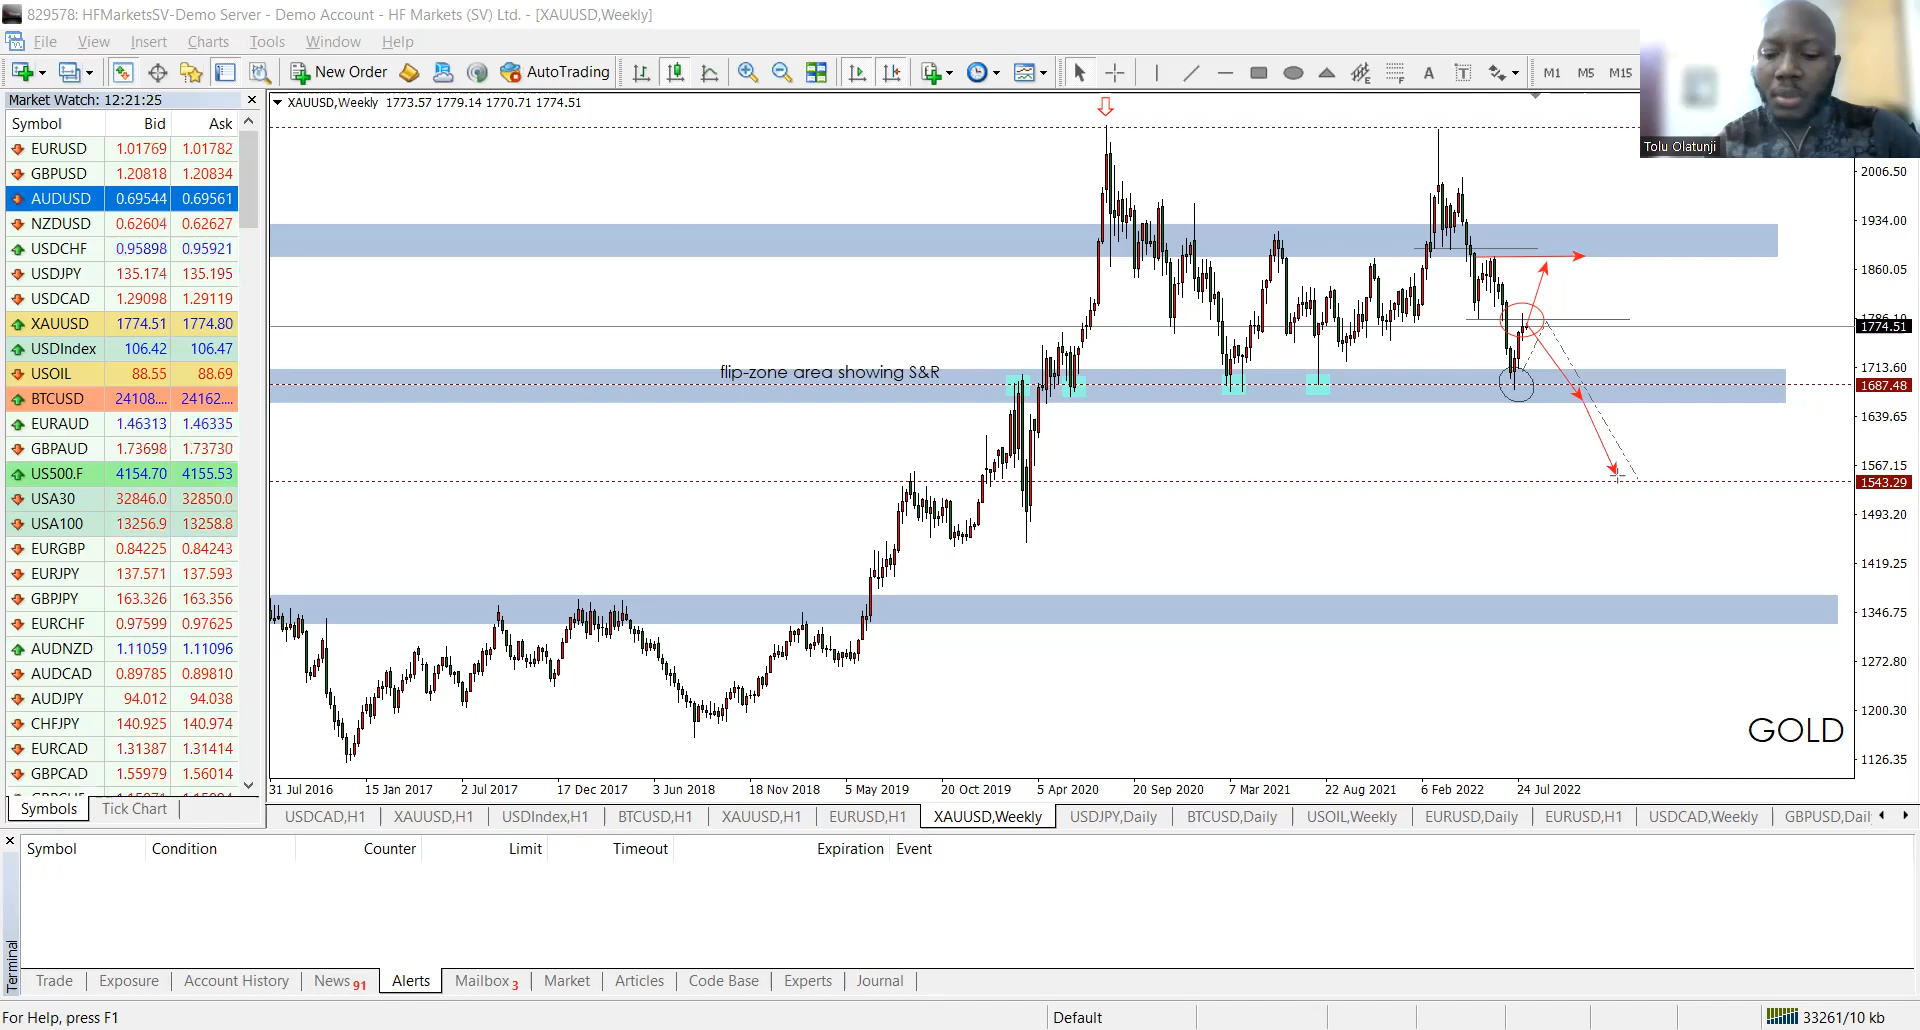 829578: HFMarketsSV-Demo Server - Demo Account - HF Markets (SV) Ltd. - [XAUUSD,Weekly]
File View Insert Charts Tools Window Help
New Order AutoTrading M1 M5 M15
Tolu Olatunji
Market Watch: 12:21:25
Symbol Bid Ask
EURUSD 1.01769 1.01782
GBPUSD 1.20818 1.20834
AUDUSD 0.69544 0.69561
NZDUSD 0.62604 0.62627
USDCHF 0.95898 0.95921
USDJPY 135.174 135.195
USDCAD 1.29098 1.29119
XAUUSD 1774.51 1774.80
USDIndex 106.42 106.47
USOIL 88.55 88.69
BTCUSD 24108.... 24162....
EURAUD 1.46313 1.46335
GBPAUD 1.73698 1.73730
US500.F 4154.70 4155.53
USA30 32846.0 32850.0
USA100 13256.9 13258.8
EURGBP 0.84225 0.84243
EURJPY 137.571 137.593
GBPJPY 163.326 163.356
EURCHF 0.97599 0.97625
AUDNZD 1.11059 1.11096
AUDCAD 0.89785 0.89810
AUDJPY 94.012 94.038
CHFJPY 140.925 140.974
EURCAD 1.31387 1.31414
GBPCAD 1.55979 1.56014
Symbols Tick Chart
XAUUSD,Weekly 1773.57 1779.14 1770.71 1774.51
flip-zone area showing S&R
GOLD
2006.50
1934.00
1860.05
1774.51
1713.60
1687.48
1639.65
1567.15
1543.29
1493.20
1419.25
1346.75
1272.80
1200.30
1126.35
31 Jul 2016 15 Jan 2017 2 Jul 2017 17 Dec 2017 3 Jun 2018 18 Nov 2018 5 May 2019 20 Oct 2019 5 Apr 2020 20 Sep 2020 7 Mar 2021 22 Aug 2021 6 Feb 2022 24 Jul 2022
USDCAD,H1 XAUUSD,H1 USDIndex,H1 BTCUSD,H1 XAUUSD,H1 EURUSD,H1 XAUUSD,Weekly USDJPY,Daily BTCUSD,Daily USOIL,Weekly EURUSD,Daily EURUSD,H1 USDCAD,Weekly GBPUSD,Dail
Symbol Condition Counter Limit Timeout Expiration Event
Terminal
Trade Exposure Account History News 91 Alerts Mailbox 3 Market Articles Code Base Experts Journal
For Help, press F1 Default 33261/10 kb